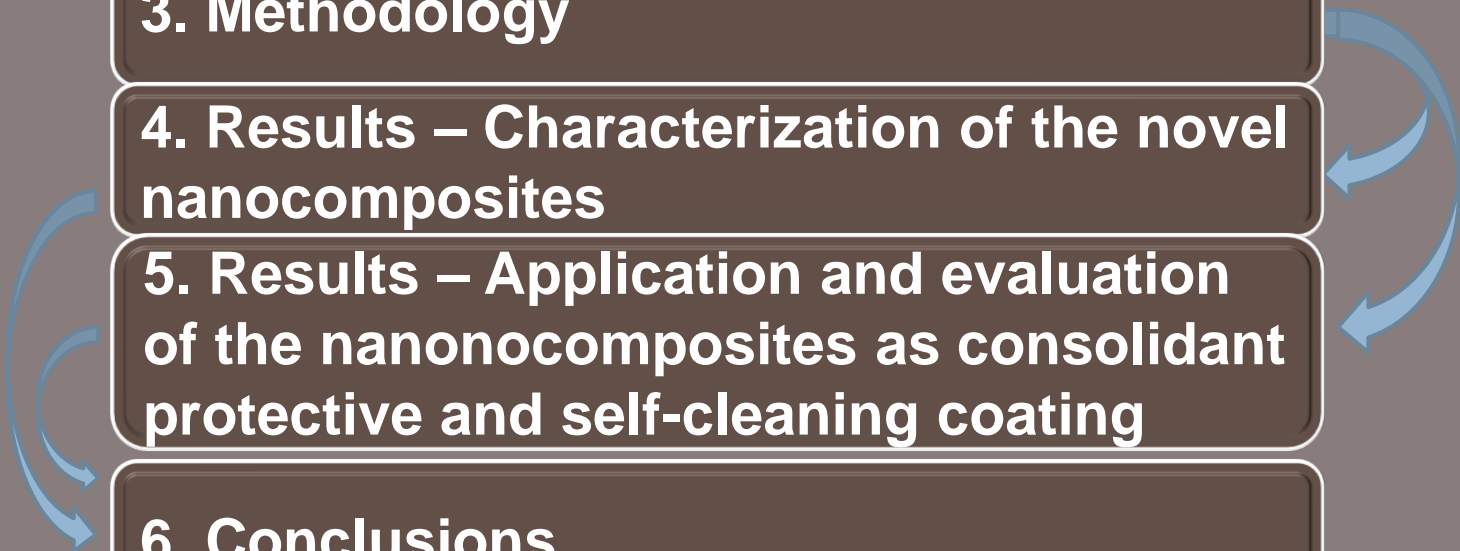 3. Methodology
4. Results – Characterization of the novel
nanocomposites
5. Results – Application and evaluation
of the nanonocomposites as consolidant
protective and self-cleaning coating
6. Conclusions